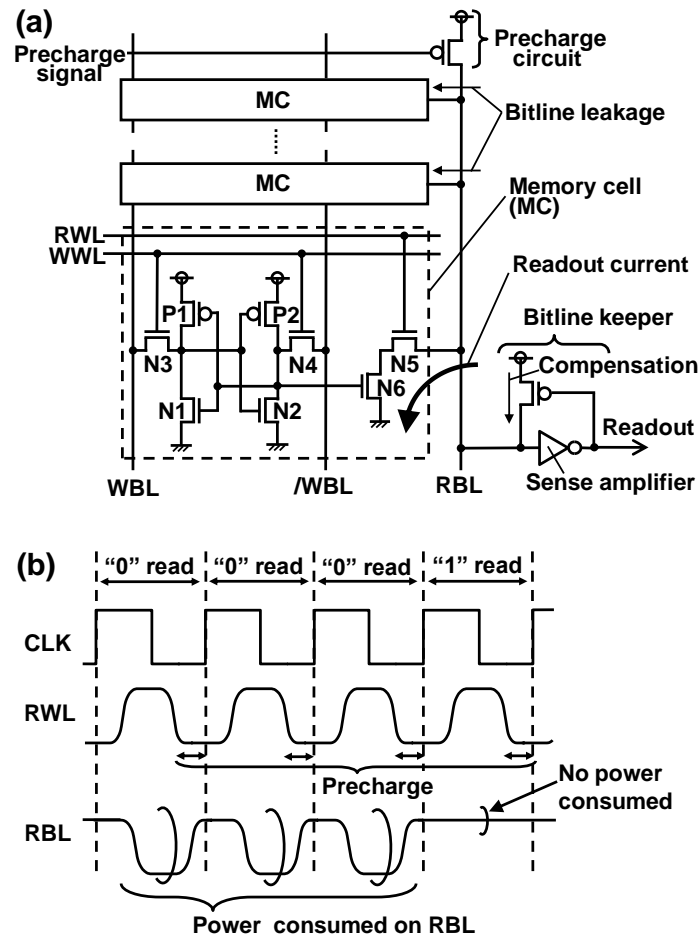 (a)
Precharge
signal
Precharge
circuit
MC
Bitline leakage
MC
Memory cell
(MC)
RWL
WWL
Readout current
P1
P2
Bitline keeper
Compensation
N3
N4
N5
N6
N1
N2
Readout
WBL
/WBL
RBL
Sense amplifier
(b)
“0” read
“0” read
“0” read
“1” read
CLK
RWL
Precharge
No power
consumed
RBL
Power consumed on RBL